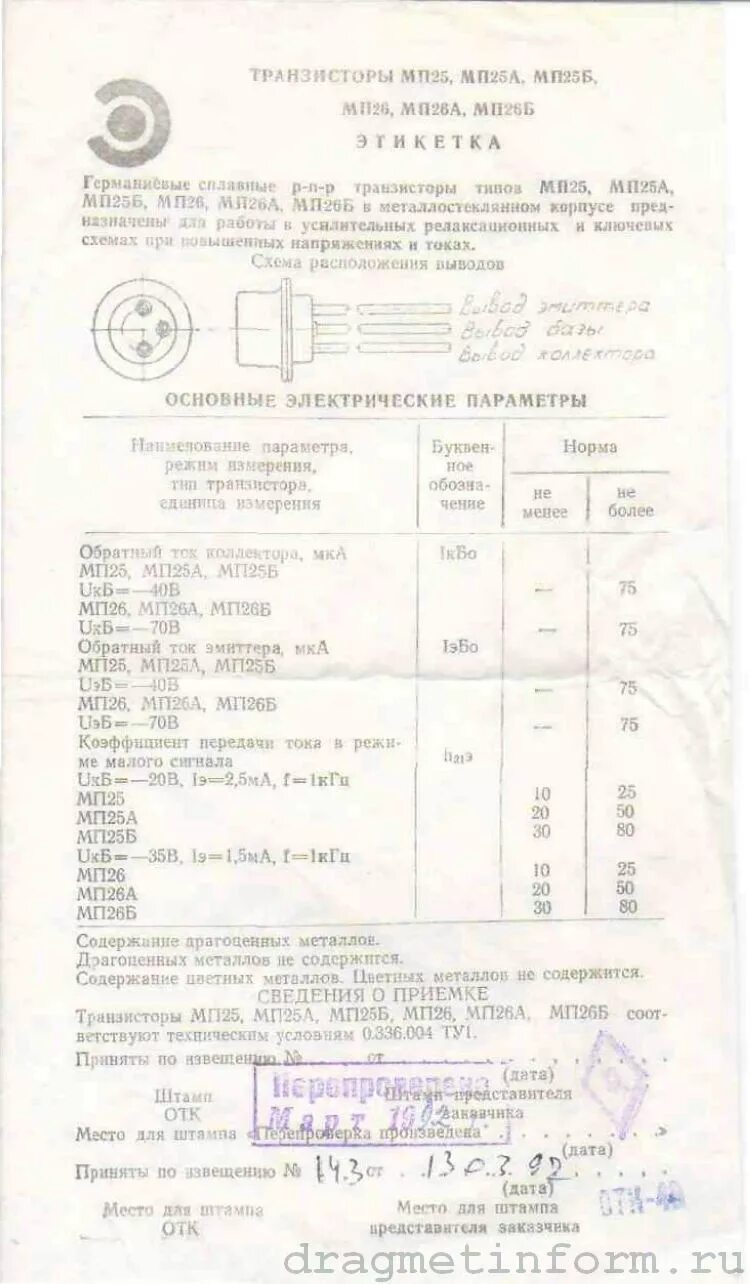 ТРАНЗИСТОРЫ МП25, МП25А, МП25Б,
МП26, МП26А, МП26Б
ЭТИКЕТКА
Германиевые сплавные р-п-р транзисторы типов МП25, МП25А,
МП25Б, МП26, МП26А, МП26Б в металлостеклянном корпусе пред-
назначены для работы в усилительных релаксационных и ключевых
схемах при повышенных напряжениях и токах.
Схема расположения выводов
Вывод эмиттера
Вывод базы
Вывод коллектора
ОСНОВНЫЕ ЭЛЕКТРИЧЕСКИЕ ПАРАМЕТРЫ
Наименование параметра, режим измерения, тип транзистора, единица измерения
Буквен-
ное
обозна-
чение
Норма
не менее
не более
Обратный ток коллектора, мкА IкБо
МП25, МП25А, МП25Б
UкБ=—40В — 75
МП26, МП26А, МП26Б
UкБ=—70В — 75
Обратный ток эмиттера, мкА IэБо
МП25, МП25А, МП25Б
UэБ=—40В — 75
МП26, МП26А, МП26Б
UэБ=—70В — 75
Коэффициент передачи тока в режи-
ме малого сигнала h21э
UкБ=—20В, Iэ=2,5мА, f=1кГц
МП25 10 25
МП25А 20 50
МП25Б 30 80
UкБ=—35В, Iэ=1,5мА, f=1кГц
МП26 10 25
МП26А 20 50
МП26Б 30 80
Содержание драгоценных металлов.
Драгоценных металлов не содержится.
Содержание цветных металлов. Цветных металлов не содержится.
СВЕДЕНИЯ О ПРИЕМКЕ
Транзисторы МП25, МП25А, МП25Б, МП26, МП26А, МП26Б соот-
ветствуют техническим условиям 0.336.004 ТУ1.
Приняты по извещению № от
(дата)
Перепроверено
Март 1992 г.
Штамп ОТК
Штамп представителя заказчика
Место для штампа «Перепроверка произведена»
(дата)
Приняты по извещению № 143 от 13 03. 92
(дата)
ОТК-40
Место для штампа ОТК
Место для штампа представителя заказчика
dragmetinform.ru